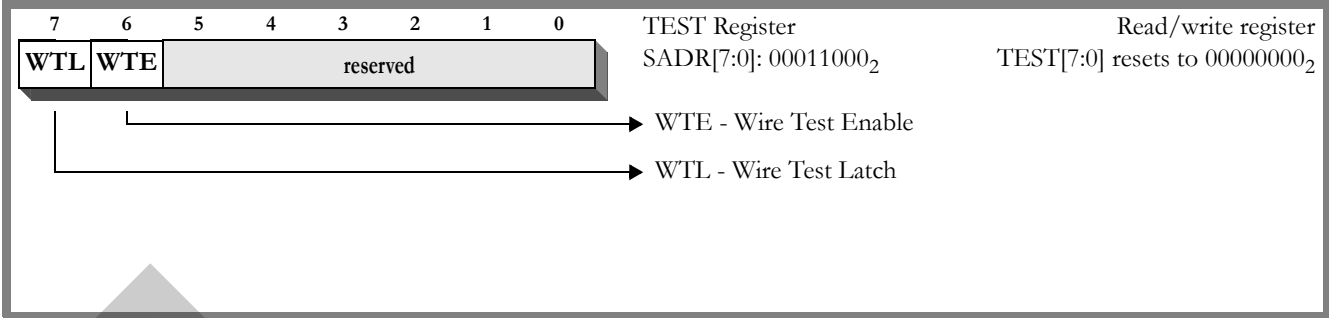 7 6 5 4 3 2 1 0 TEST Register Read/write register
WTL WTE reserved SADR[7:0]: 00011000₂ TEST[7:0] resets to 00000000₂
WTE - Wire Test Enable
WTL - Wire Test Latch